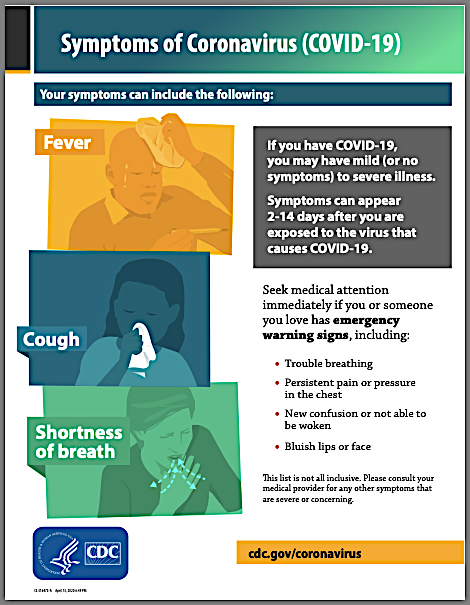 Symptoms of Coronavirus (COVID-19)
Your symptoms can include the following:
Fever
If you have COVID-19,
you may have mild (or no
symptoms) to severe illness.
Symptoms can appear
2-14 days after you are
exposed to the virus that
causes COVID-19.
Cough
Seek medical attention
immediately if you or someone
you love has emergency
warning signs, including:
• Trouble breathing
• Persistent pain or pressure
in the chest
• New confusion or not able to
be woken
• Bluish lips or face
Shortness
of breath
This list is not all inclusive. Please consult your
medical provider for any other symptoms that
are severe or concerning.
CDC
cdc.gov/coronavirus